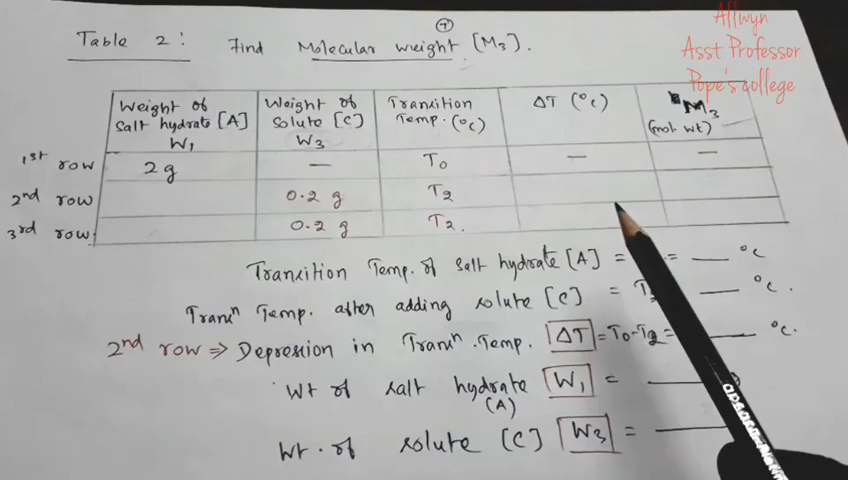 Allwyn
Asst Professor
Pope's college
Table 2: Find Molecular weight [M₃].
Weight of salt hydrate [A] W₁ | Weight of solute [C] W₃ | Transition Temp. (°c) | ΔT (°c) | M₃ (mol wt)
1st row 2g — T₀ — —
2nd row 0.2 g T₂
3rd row 0.2 g T₂.
Transition Temp. of salt hydrate [A] = = — °c
Transn Temp. after adding solute [C] = — °c.
2nd row ⇒ Depression in Transn. Temp. ΔT = T₀-T₂ = — °c.
Wt of salt hydrate W₁ = —
(A)
Wt. of solute [C] W₃ = —